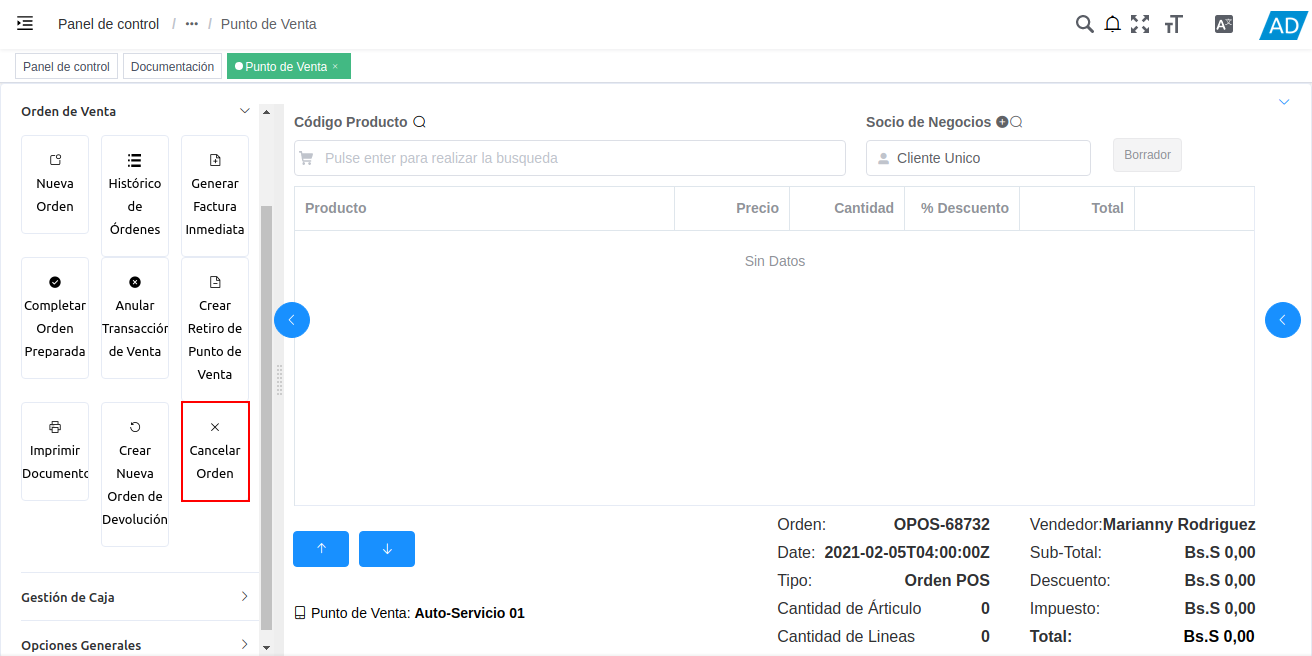 Panel de control / ··· / Punto de Venta
AD
Panel de control
Documentación
Punto de Venta ×
Orden de Venta
Nueva
Orden
Histórico
de
Órdenes
Generar
Factura
Inmediata
Completar
Orden
Preparada
Anular
Transacción
de Venta
Crear
Retiro de
Punto de
Venta
Imprimir
Documento
Crear
Nueva
Orden de
Devolución
Cancelar
Orden
Gestión de Caja
Opciones Generales
Código Producto
Pulse enter para realizar la busqueda
Socio de Negocios
Cliente Unico
Borrador
Producto Precio Cantidad % Descuento Total
Sin Datos
Punto de Venta: Auto-Servicio 01
Orden: OPOS-68732
Date: 2021-02-05T04:00:00Z
Tipo: Orden POS
Cantidad de Árticulo 0
Cantidad de Lineas 0
Vendedor:Marianny Rodriguez
Sub-Total: Bs.S 0,00
Descuento: Bs.S 0,00
Impuesto: Bs.S 0,00
Total: Bs.S 0,00